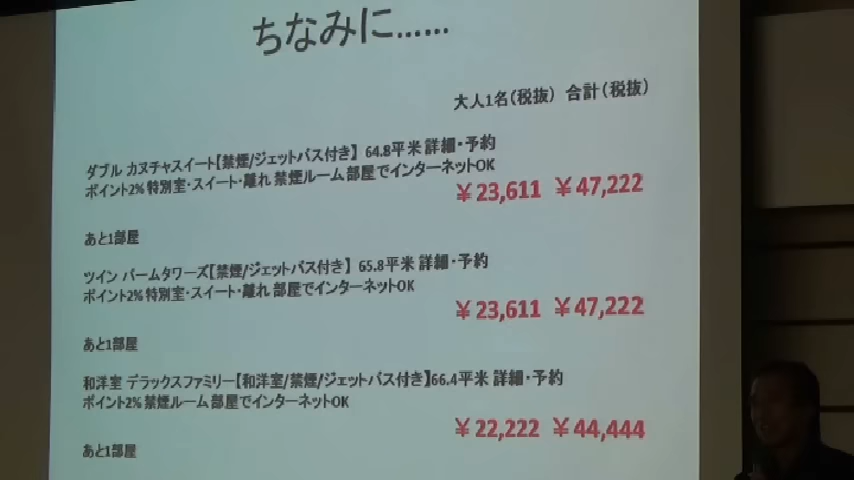 ちなみに……
大人1名(税抜) 合計(税抜)
ダブル カヌチャスイート【禁煙/ジェットバス付き】 64.8平米 詳細・予約
ポイント2% 特別室・スイート・離れ 禁煙ルーム 部屋でインターネットOK
¥23,611 ¥47,222
あと1部屋
ツイン パームタワーズ【禁煙/ジェットバス付き】 65.8平米 詳細・予約
ポイント2% 特別室・スイート・離れ 部屋でインターネットOK
¥23,611 ¥47,222
あと1部屋
和洋室 デラックスファミリー【和洋室/禁煙/ジェットバス付き】66.4平米 詳細・予約
ポイント2% 禁煙ルーム 部屋でインターネットOK
¥22,222 ¥44,444
あと1部屋